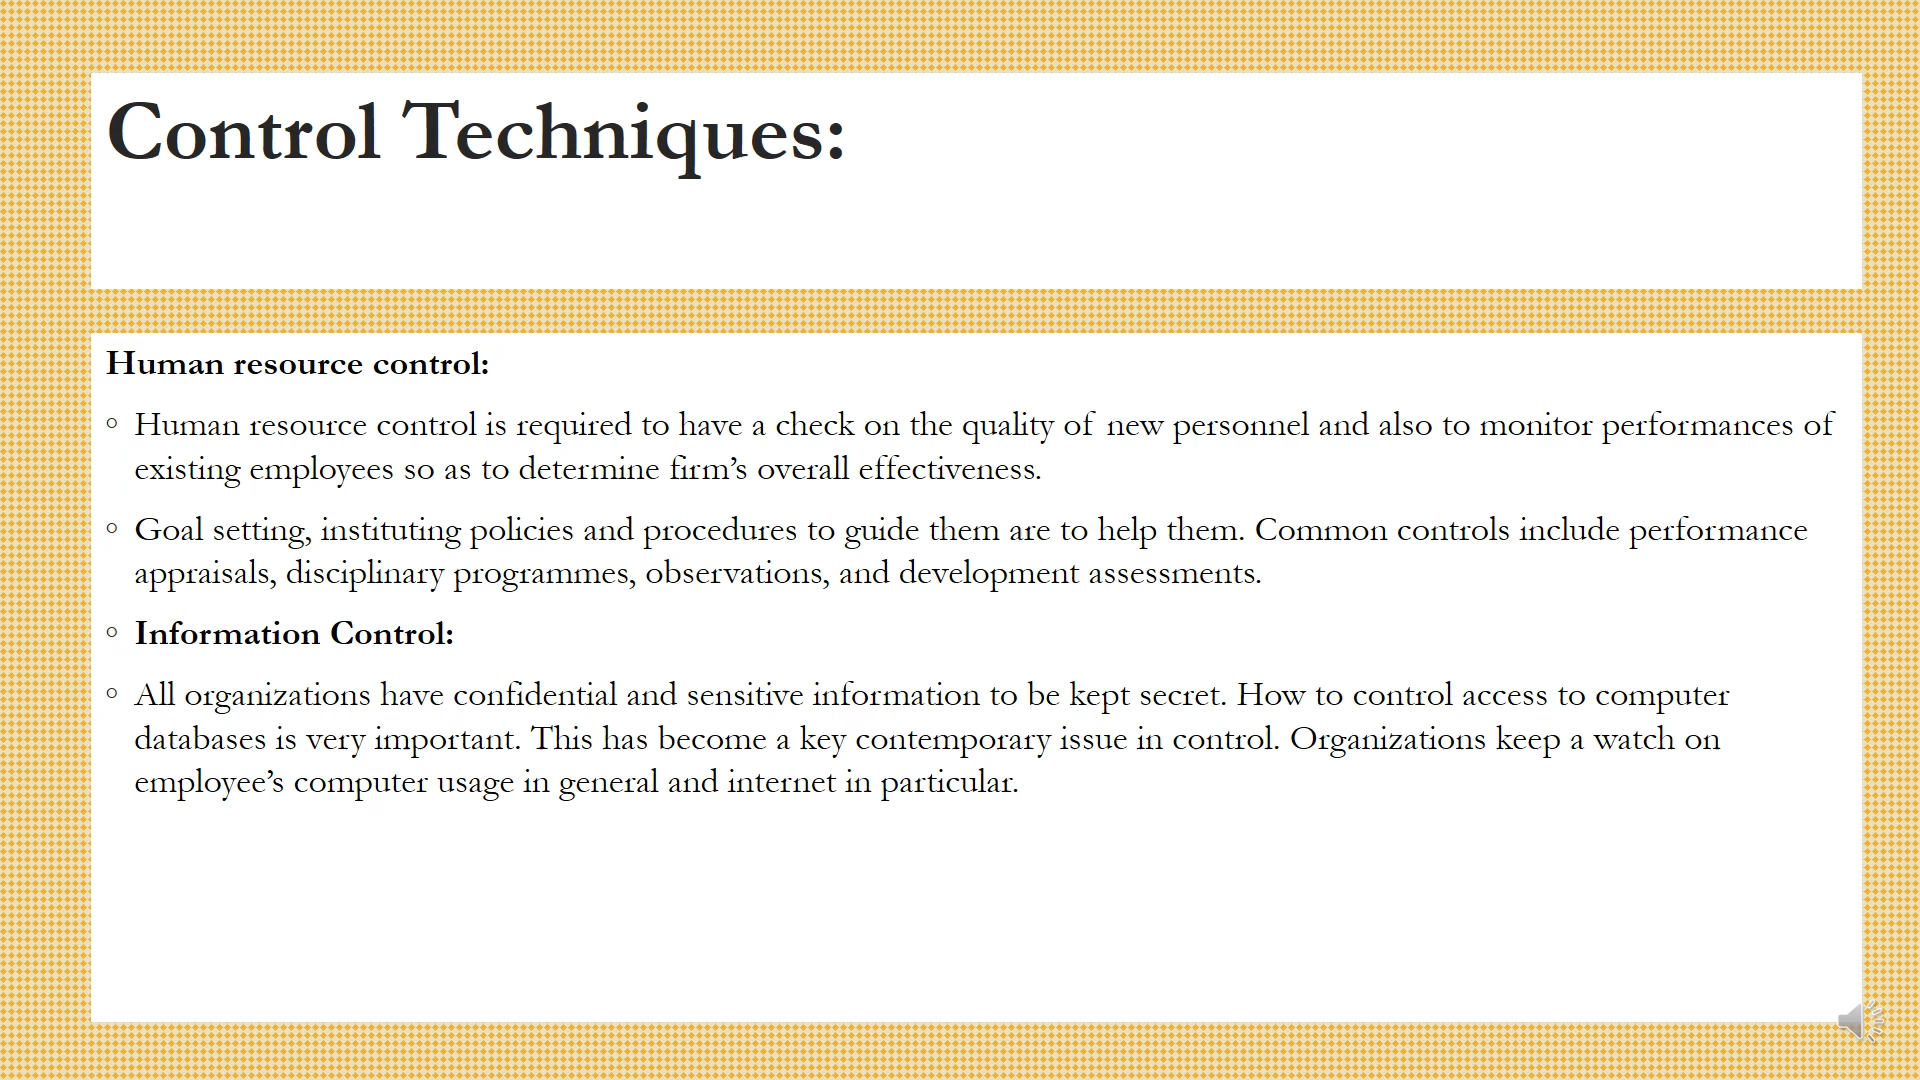 Control Techniques:
Human resource control:
◦ Human resource control is required to have a check on the quality of new personnel and also to monitor performances of
existing employees so as to determine firm’s overall effectiveness.
◦ Goal setting, instituting policies and procedures to guide them are to help them. Common controls include performance
appraisals, disciplinary programmes, observations, and development assessments.
◦ Information Control:
◦ All organizations have confidential and sensitive information to be kept secret. How to control access to computer
databases is very important. This has become a key contemporary issue in control. Organizations keep a watch on
employee’s computer usage in general and internet in particular.